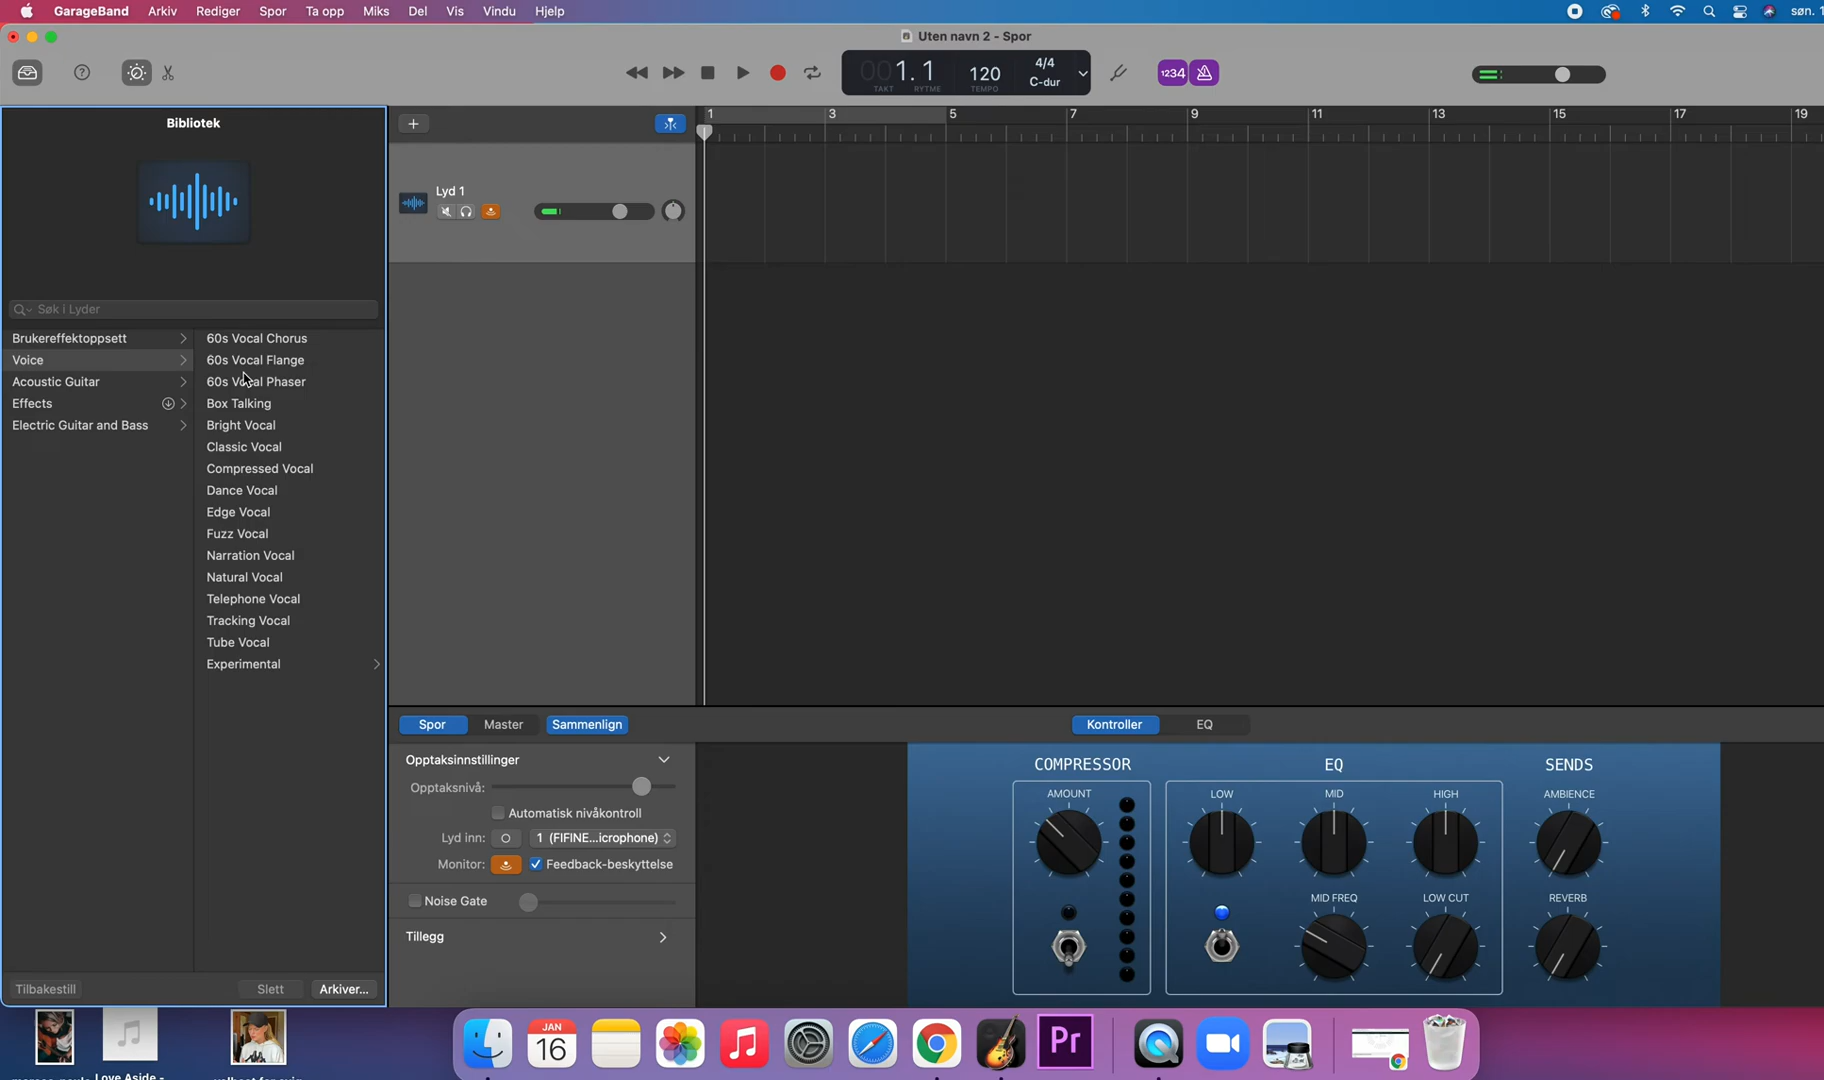 GarageBand Arkiv Rediger Spor Ta opp Miks Del Vis Vindu Hjelp søn. 1
Uten navn 2 - Spor
001.1 120 4/4
C-dur
TAKT RYTME TEMPO
1234
Bibliotek
1 3 5 7 9 11 13 15 17 19
Lyd 1
Søk i Lyder
Brukereffektoppsett
Voice
Acoustic Guitar
Effects
Electric Guitar and Bass
60s Vocal Chorus
60s Vocal Flange
60s Vocal Phaser
Box Talking
Bright Vocal
Classic Vocal
Compressed Vocal
Dance Vocal
Edge Vocal
Fuzz Vocal
Narration Vocal
Natural Vocal
Telephone Vocal
Tracking Vocal
Tube Vocal
Experimental
Tilbakestill Slett Arkiver...
Spor Master Sammenlign Kontroller EQ
Opptaksinnstillinger
Opptaksnivå:
Automatisk nivåkontroll
Lyd inn: 1 (FIFINE...icrophone)
Monitor: Feedback-beskyttelse
Noise Gate
Tillegg
COMPRESSOR EQ SENDS
AMOUNT LOW MID HIGH AMBIENCE
MID FREQ LOW CUT REVERB
JAN
16
Pr
Love Aside -